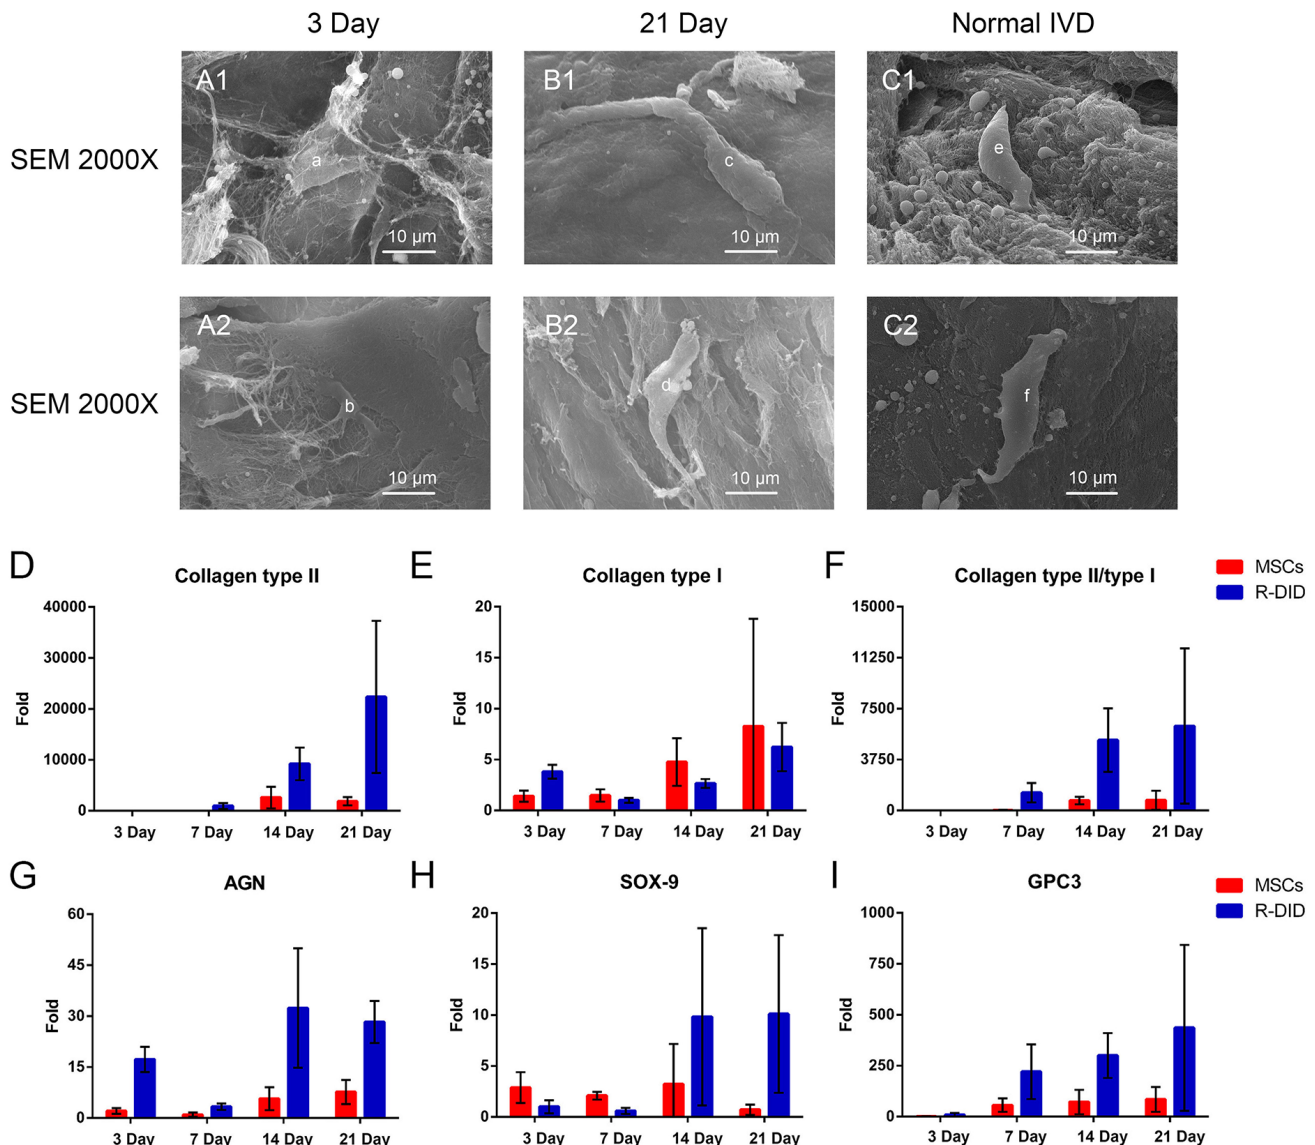 3 Day 21 Day Normal IVD
SEM 2000X
A1 a 10 µm
B1 c 10 µm
C1 e 10 µm
SEM 2000X
A2 b 10 µm
B2 d 10 µm
C2 f 10 µm
D
Collagen type II
40000
30000
20000
10000
0
Fold
3 Day 7 Day 14 Day 21 Day
E
Collagen type I
20
15
10
5
0
Fold
3 Day 7 Day 14 Day 21 Day
F
Collagen type II/type I
15000
11250
7500
3750
0
Fold
3 Day 7 Day 14 Day 21 Day
MSCs
R-DID
G
AGN
60
45
30
15
0
Fold
3 Day 7 Day 14 Day 21 Day
H
SOX-9
20
15
10
5
0
Fold
3 Day 7 Day 14 Day 21 Day
I
GPC3
1000
750
500
250
0
Fold
3 Day 7 Day 14 Day 21 Day
MSCs
R-DID